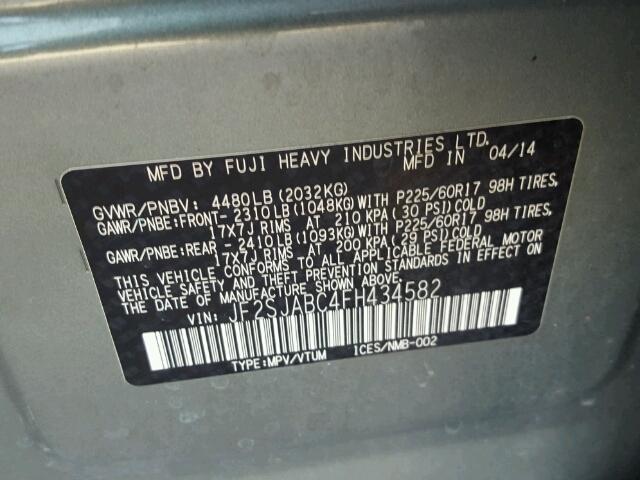 MFD BY FUJI HEAVY INDUSTRIES LTD.
MFD IN 04/14
GVWR/PNBV: 4480LB(2032KG)
GAWR/PNBE:FRONT-2310LB(1048KG)WITH P225/60R17 98H TIRES,
17X7J RIMS AT 210 KPA(30 PSI)COLD
GAWR/PNBE:REAR -2410LB(1093KG)WITH P225/60R17 98H TIRES,
17X7J RIMS AT 200 KPA(29 PSI)COLD
THIS VEHICLE CONFORMS TO ALL APPLICABLE FEDERAL MOTOR
VEHICLE SAFETY AND THEFT PREVENTION STANDARDS IN EFFECT ON
THE DATE OF MANUFACTURE SHOWN ABOVE.
VIN: JF2SJABC4FH434582
TYPE:MPV/VTUM ICES/NMB-002